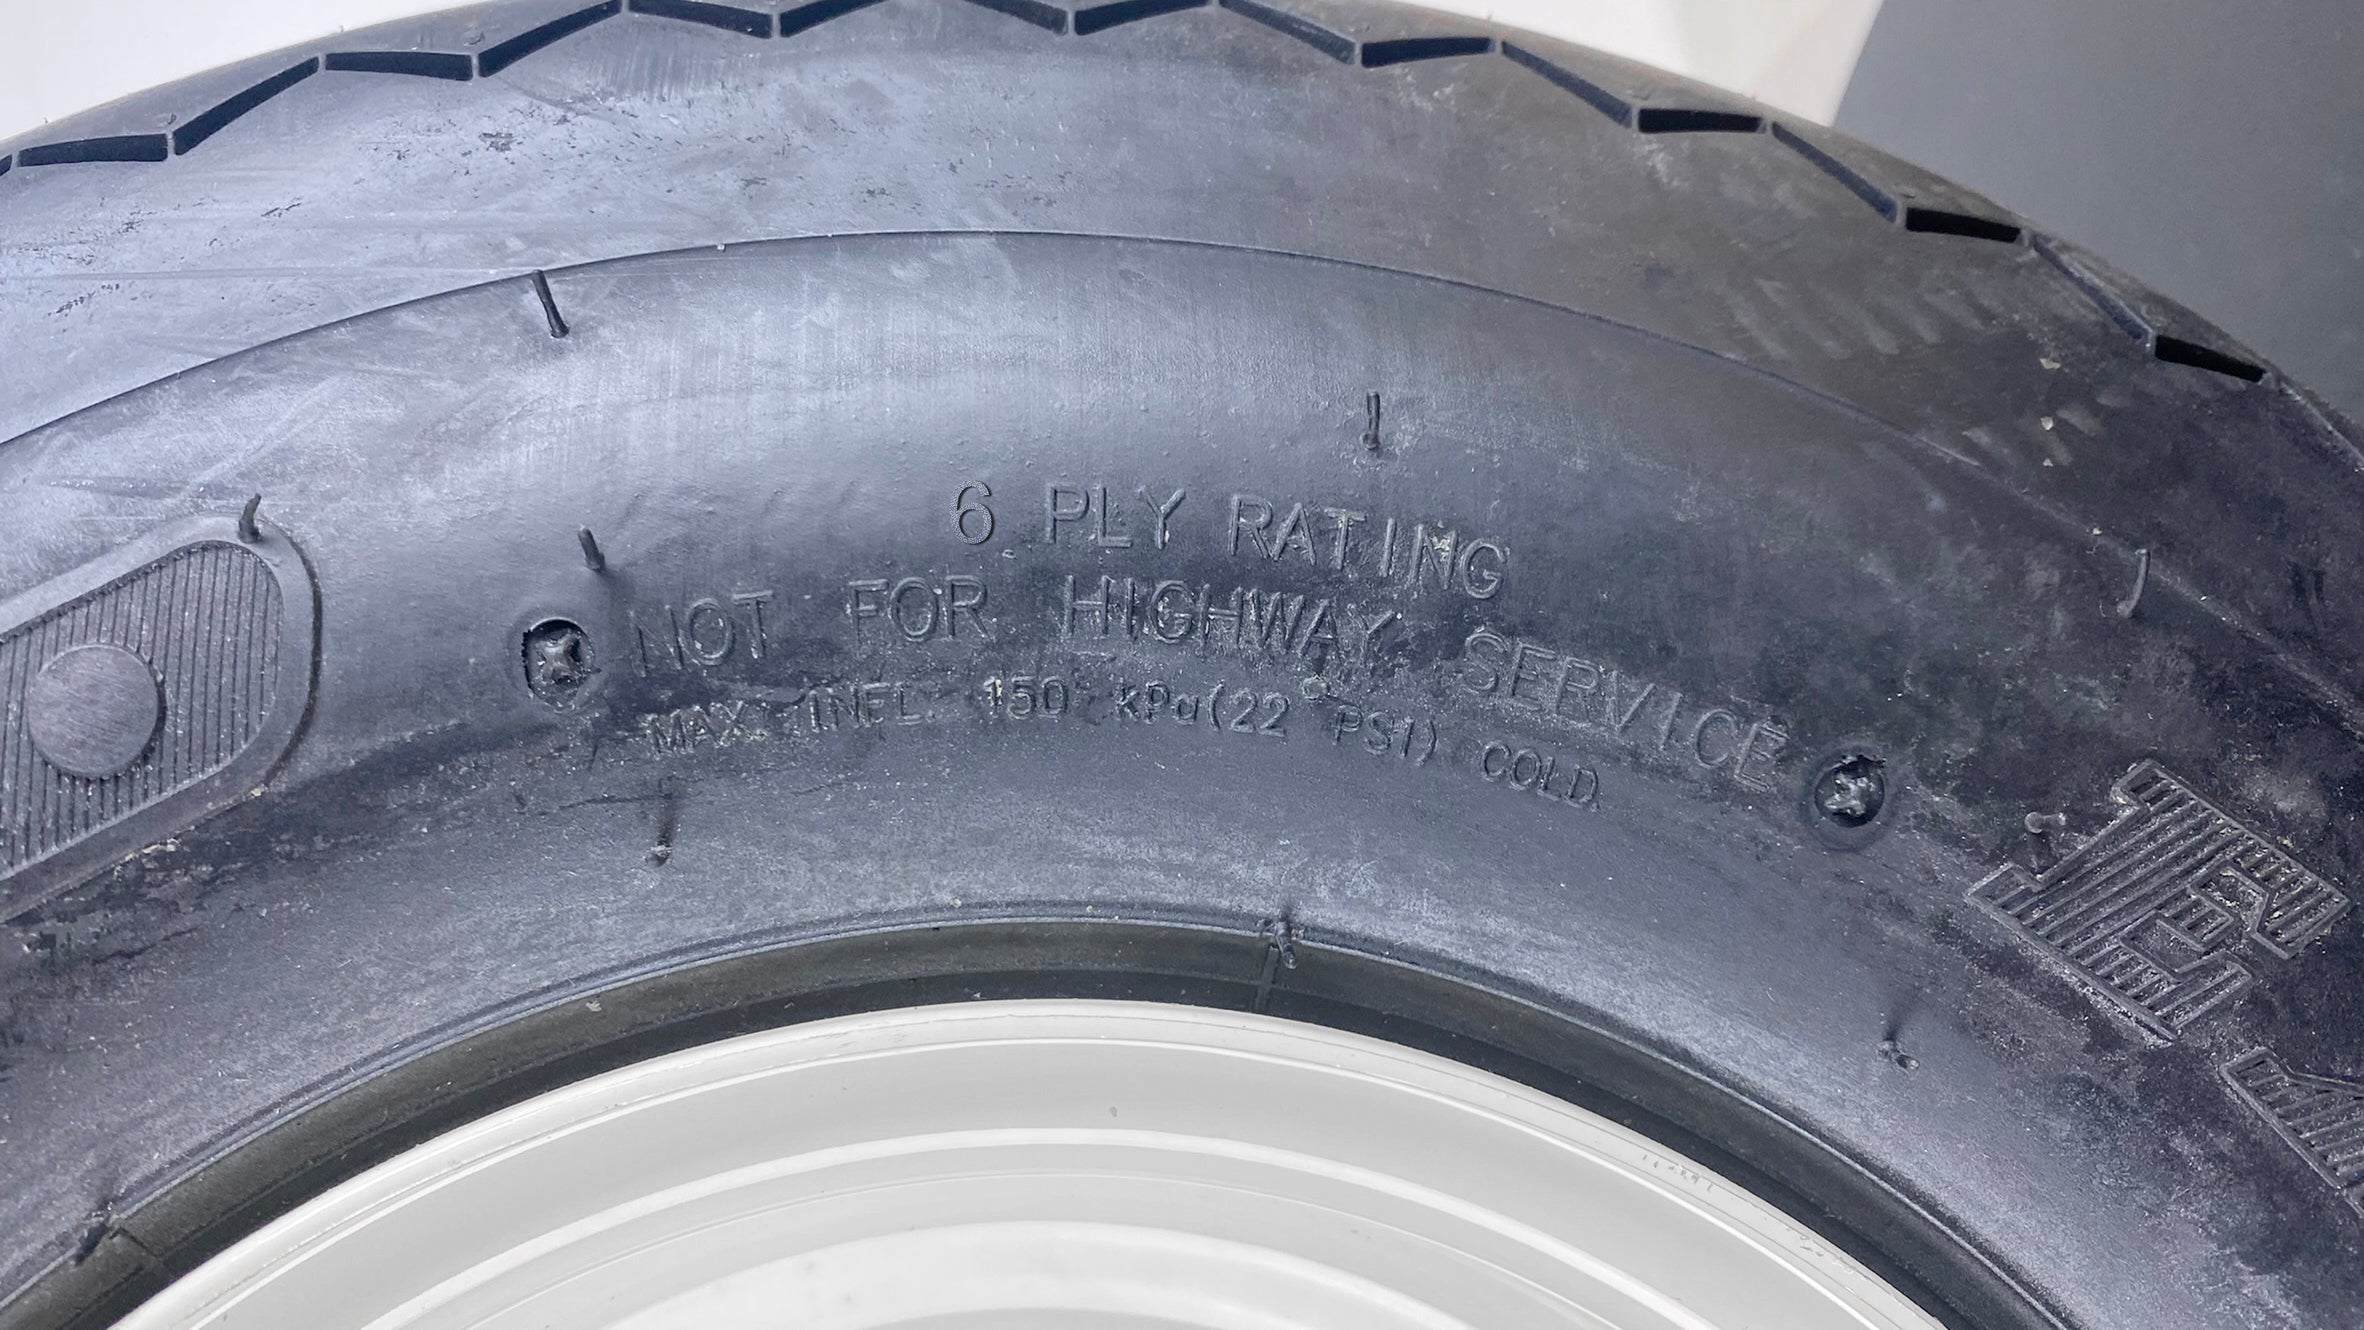 6 PLY RATING
NOT FOR HIGHWAY SERVICE
MAX. INFL. 150 KPa(22 PSI) COLD.